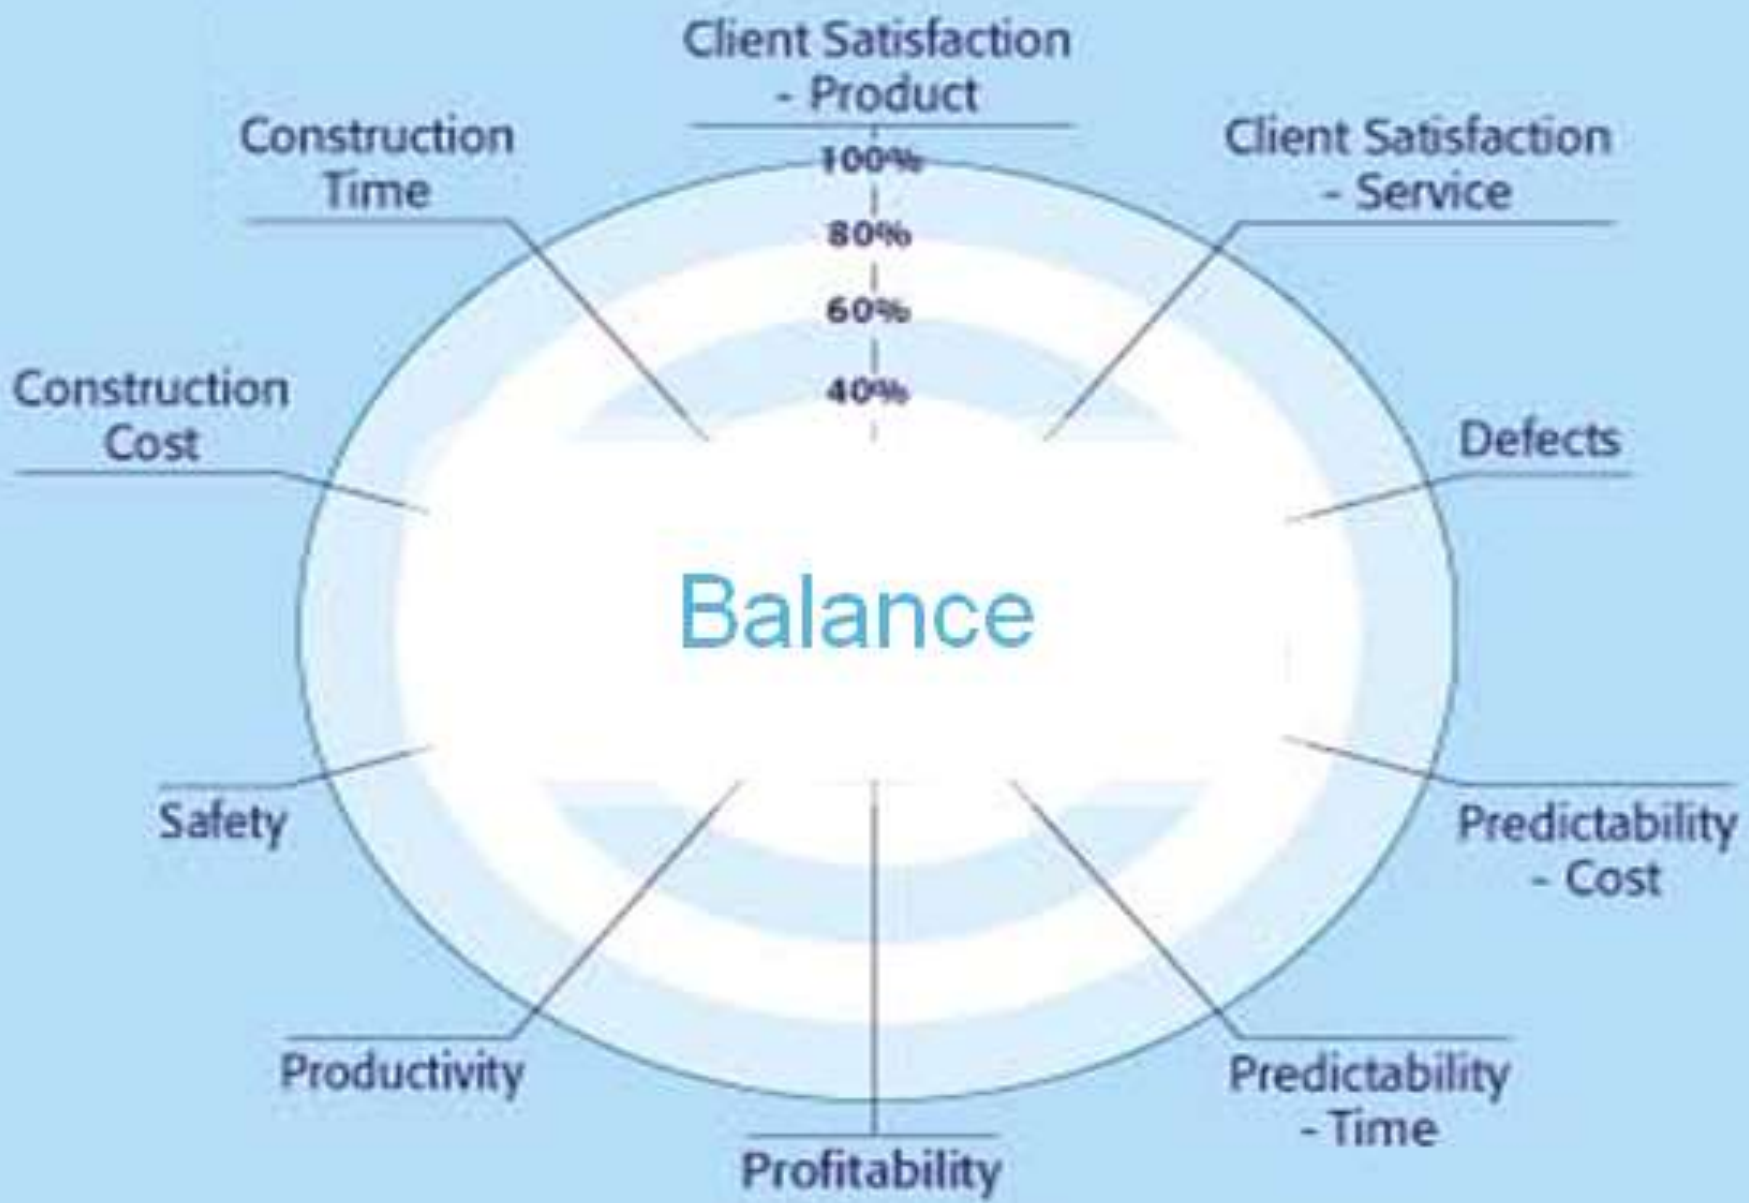 Client Satisfaction
- Product
Construction
Time
Client Satisfaction
- Service
100%
80%
60%
40%
Construction
Cost
Defects
Balance
Safety
Predictability
- Cost
Productivity
Predictability
- Time
Profitability